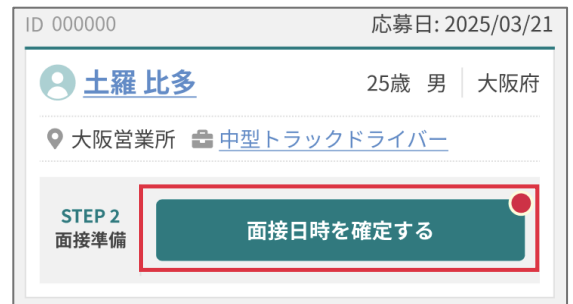 ID 000000 応募日: 2025/03/21
土羅 比多 25歳 男 大阪府
大阪営業所 中型トラックドライバー
STEP 2
面接準備
面接日時を確定する